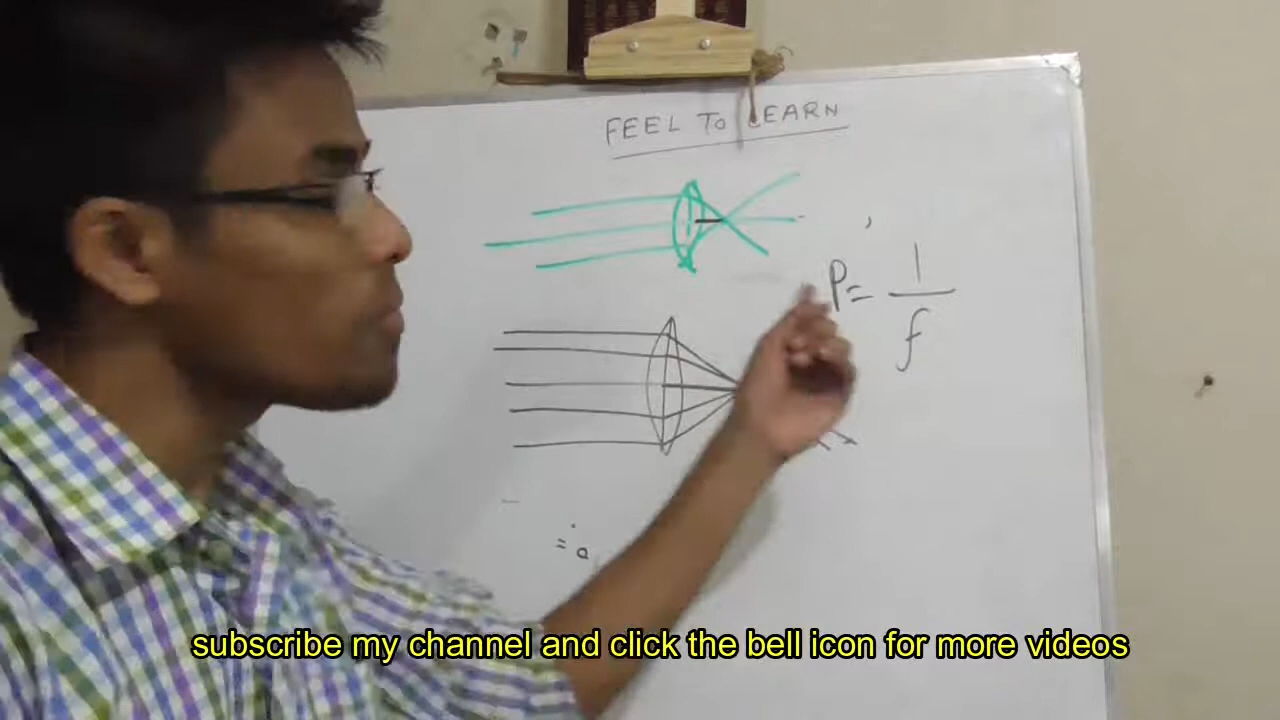 FEEL TO LEARN
P = 1/f
= a
subscribe my channel and click the bell icon for more videos